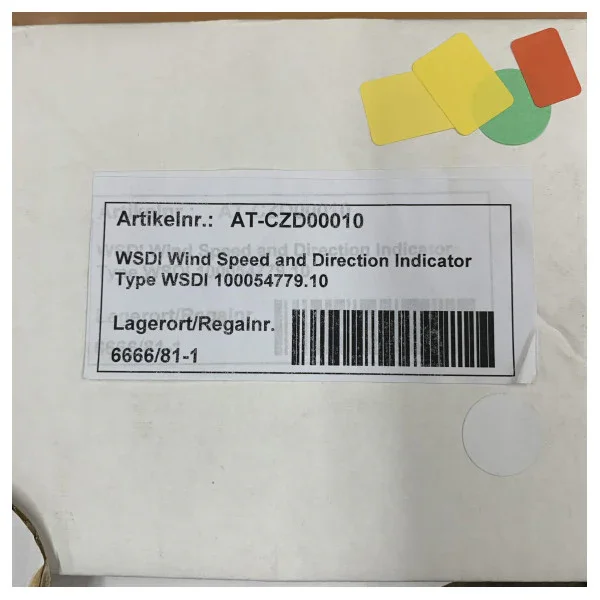 Artikelnr.: AT-CZD00010
WSDI Wind Speed and Direction Indicator
Type WSDI 100054779.10
Lagerort/Regalnr.
6666/81-1